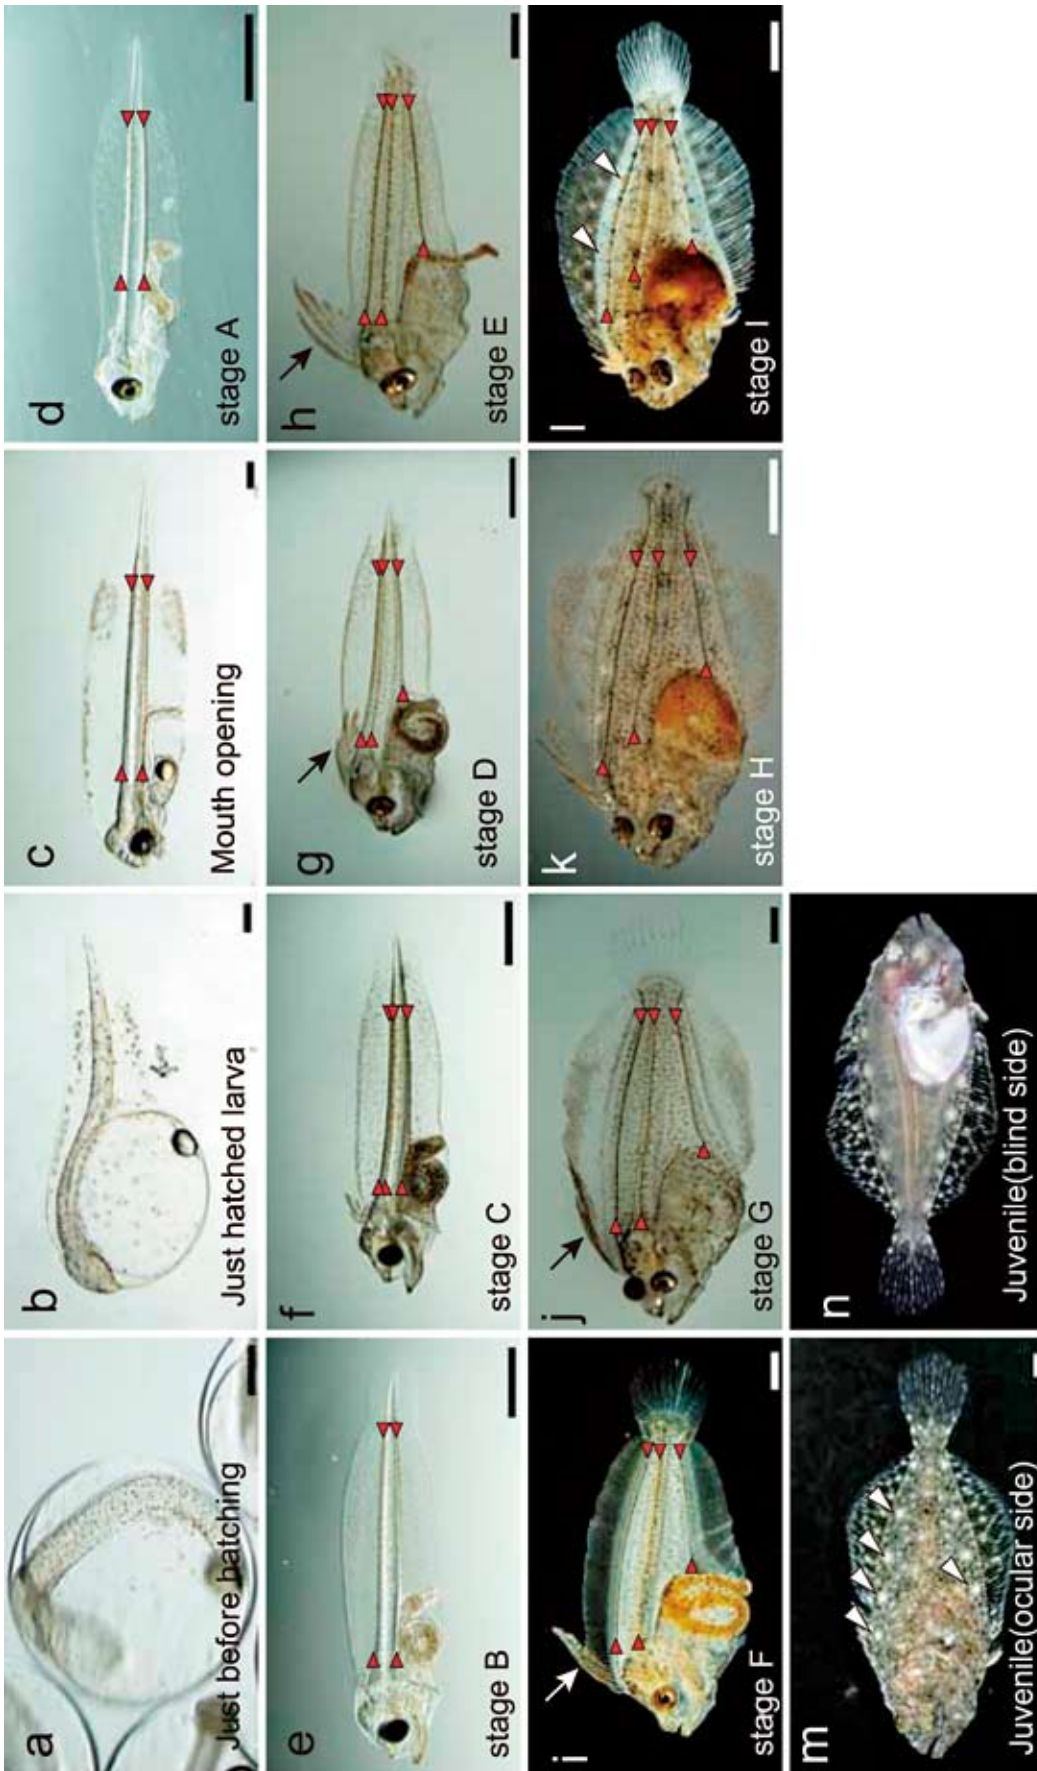 a
Just before hatching
b
Just hatched larva
c
Mouth opening
d
stage A
e
stage B
f
stage C
g
stage D
h
stage E
i
stage F
j
stage G
k
stage H
l
stage I
m
Juvenile(ocular side)
n
Juvenile(blind side)